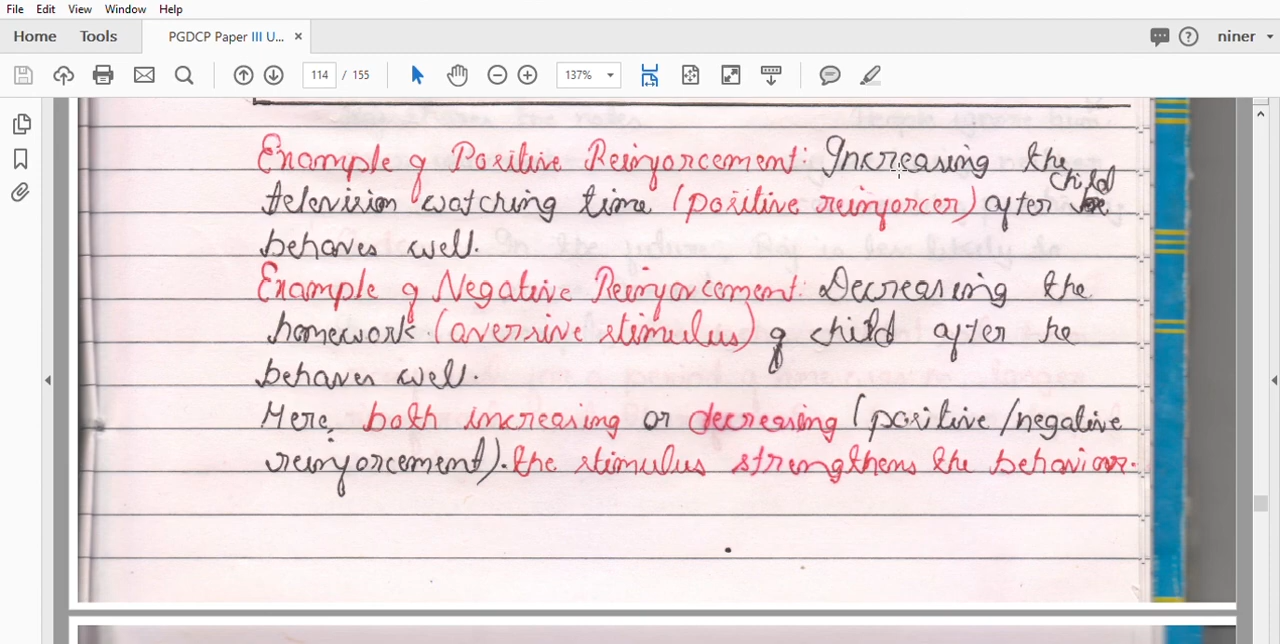 File Edit View Window Help
Home Tools PGDCP Paper III U... × niner
114 / 155 137%
Example of Positive Reinforcement: Increasing the
television watching time (positive reinforcer) after child
behaves well.
Example of Negative Reinforcement: Decreasing the
homework (aversive stimulus) of child after he
behaves well.
Here, both increasing or decreasing (positive/negative
reinforcement). the stimulus strengthens the behaviour.